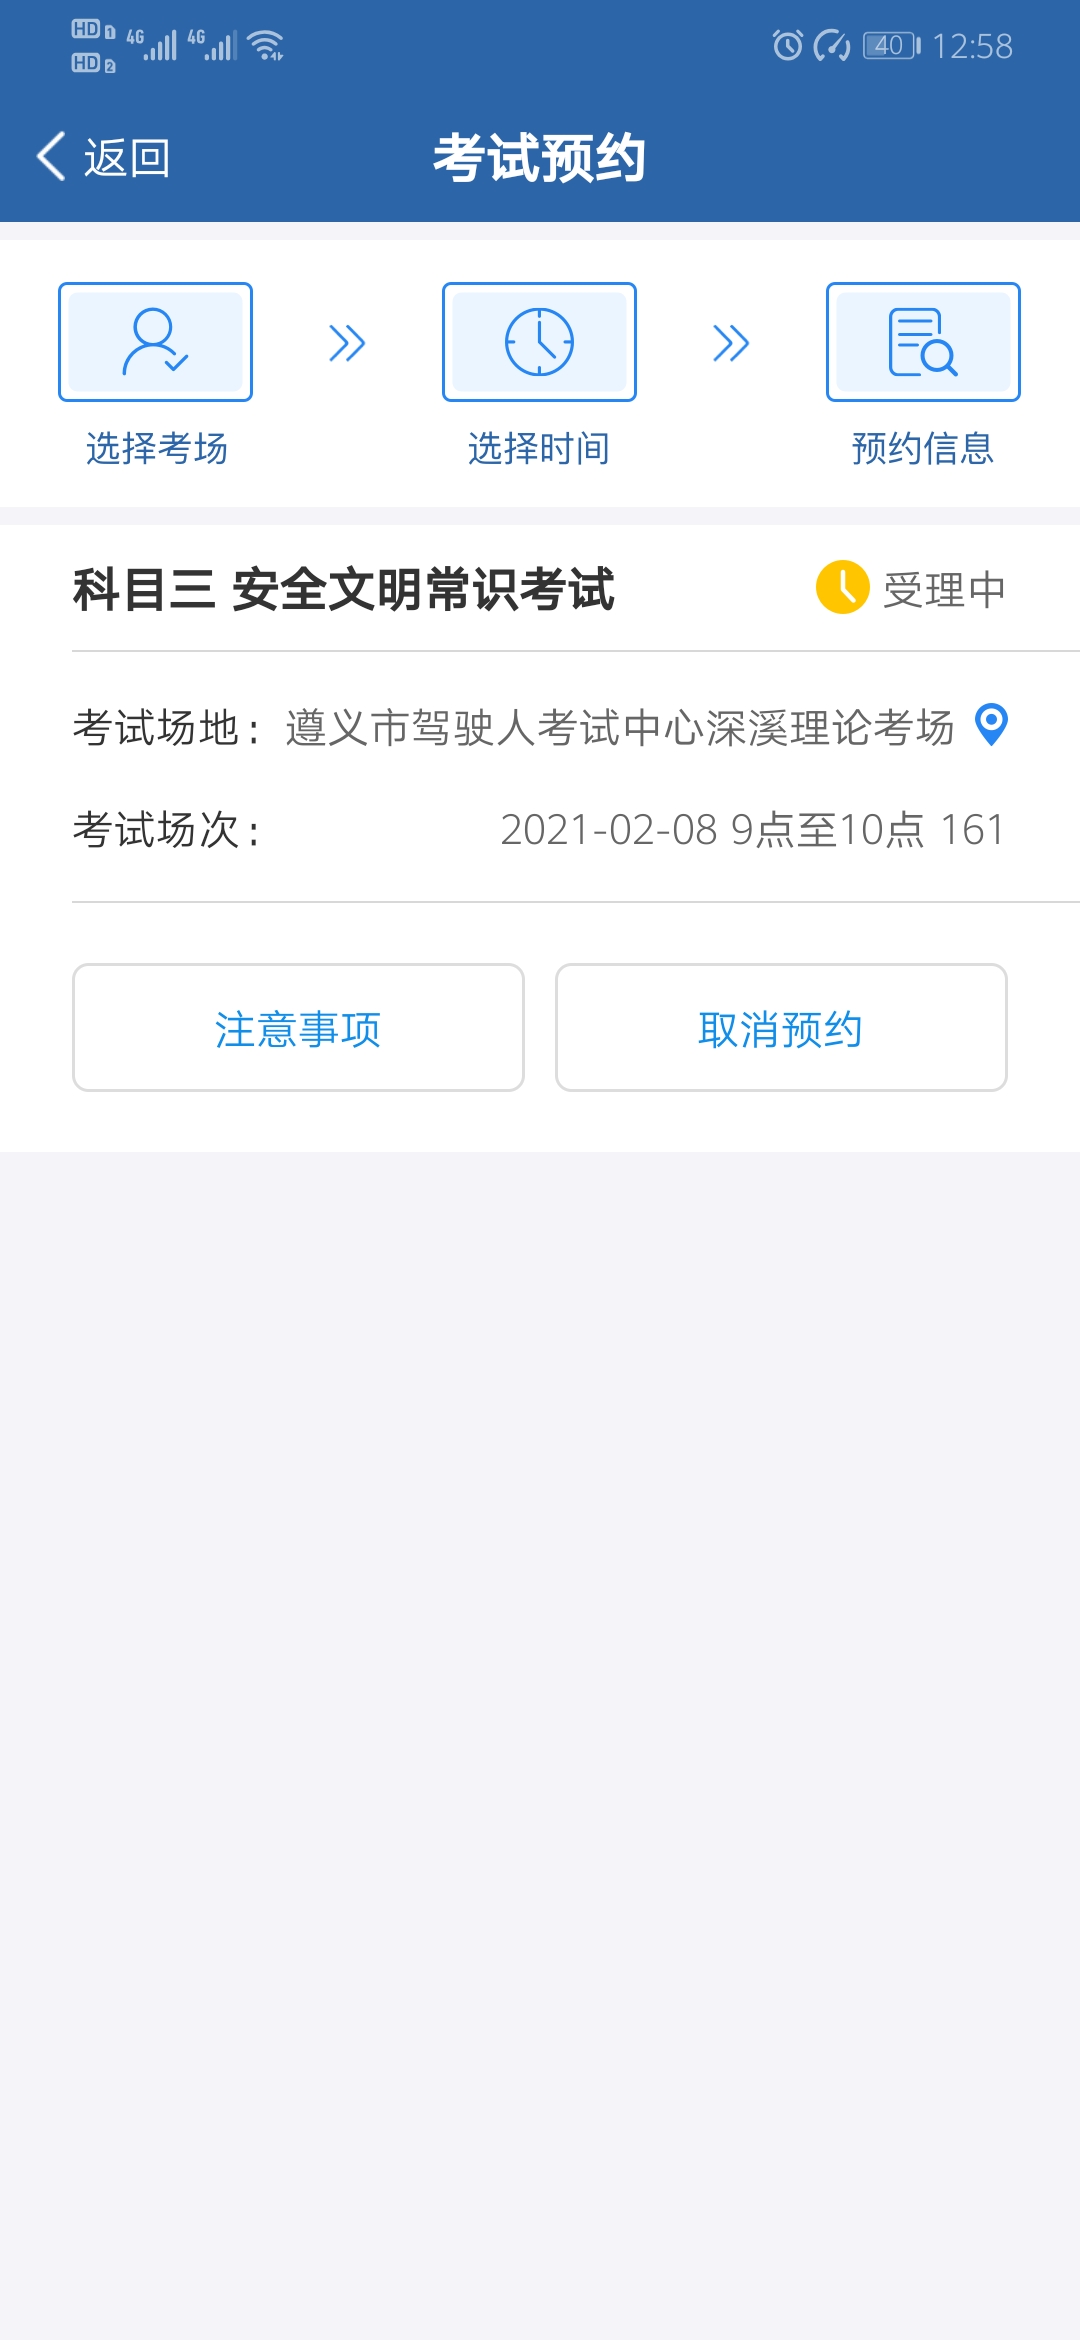 HD 1 4G 4G 40 12:58
HD 2
返回 考试预约
选择考场 选择时间 预约信息
科目三 安全文明常识考试 受理中
考试场地: 遵义市驾驶人考试中心深溪理论考场
考试场次: 2021-02-08 9点至10点 161
注意事项 取消预约